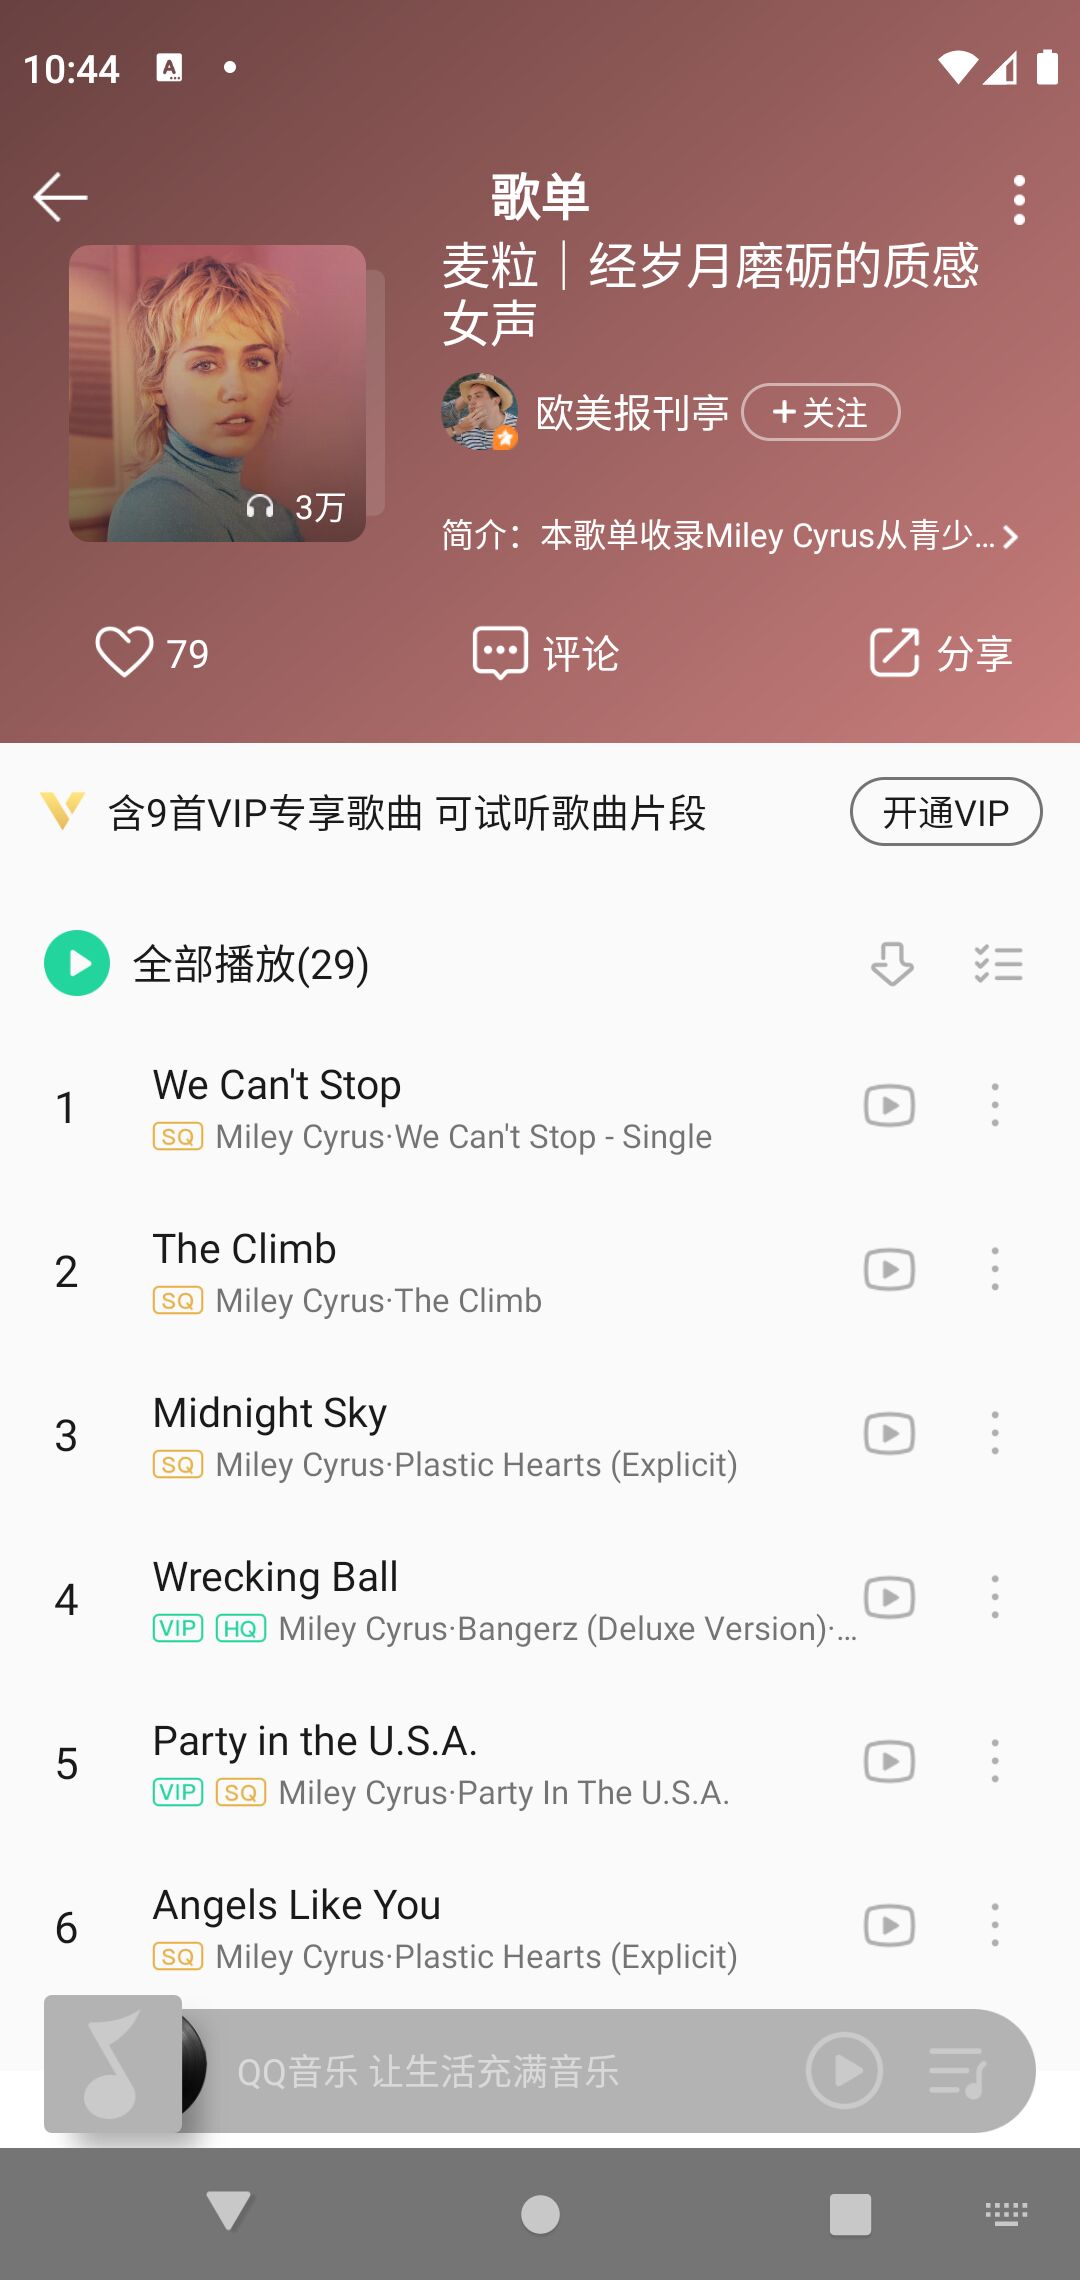 10:44
歌单
麦粒｜经岁月磨砺的质感
女声
欧美报刊亭 +关注
3万
简介：本歌单收录Miley Cyrus从青少...
79 评论 分享
含9首VIP专享歌曲 可试听歌曲片段 开通VIP
全部播放(29)
1 We Can't Stop
SQ Miley Cyrus·We Can't Stop - Single
2 The Climb
SQ Miley Cyrus·The Climb
3 Midnight Sky
SQ Miley Cyrus·Plastic Hearts (Explicit)
4 Wrecking Ball
VIP HQ Miley Cyrus·Bangerz (Deluxe Version)·...
5 Party in the U.S.A.
VIP SQ Miley Cyrus·Party In The U.S.A.
6 Angels Like You
SQ Miley Cyrus·Plastic Hearts (Explicit)
QQ音乐 让生活充满音乐